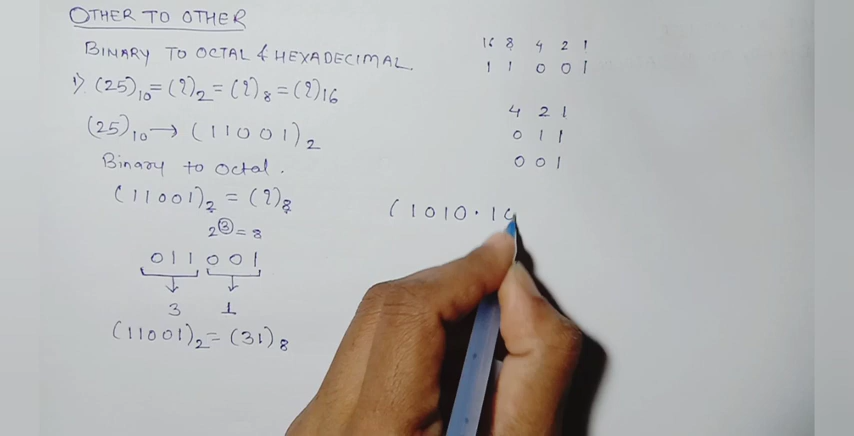 OTHER TO OTHER
BINARY TO OCTAL & HEXADECIMAL.
1). (25)₁₀ = (?)₂ = (?)₈ = (?)16
(25)₁₀ → (11001)₂
Binary to Octal.
(11001)₂ = (?)₈
2³ = 8
011 001
3 1
(11001)₂ = (31)₈
16 8 4 2 1
1 1 0 0 1
4 2 1
0 1 1
0 0 1
(1010.1